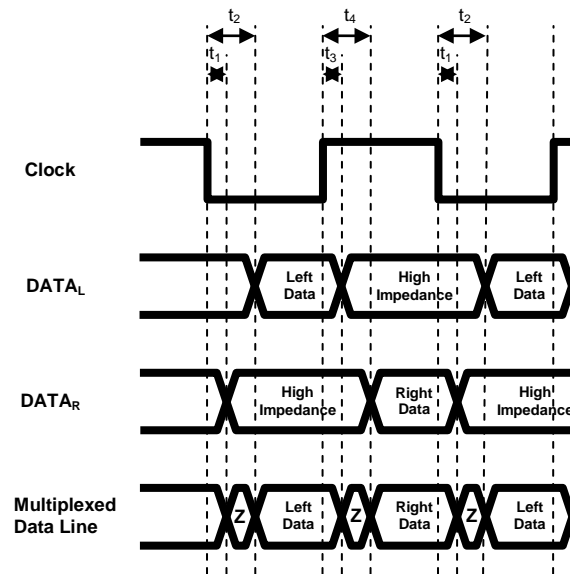 t2 t4 t2
t1 t3 t1
Clock
DATAL
Left
Data
High
Impedance
Left
Data
DATAR
High
Impedance
Right
Data
High
Impedance
Multiplexed
Data Line
Z
Left
Data
Z
Right
Data
Z
Left
Data